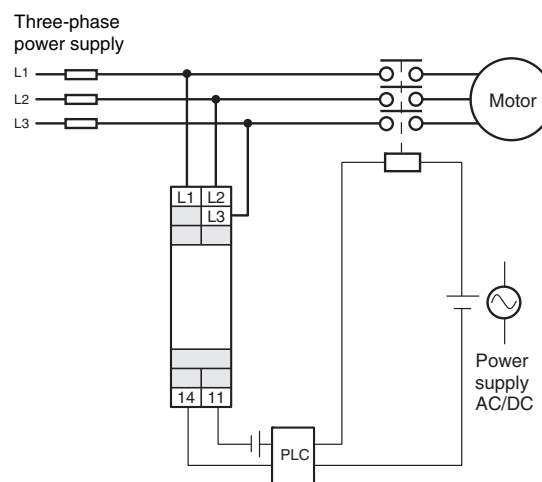 Three-phase
power supply
L1
L2
L3
Motor
L1 L2
L3
14 11
PLC
Power
supply
AC/DC